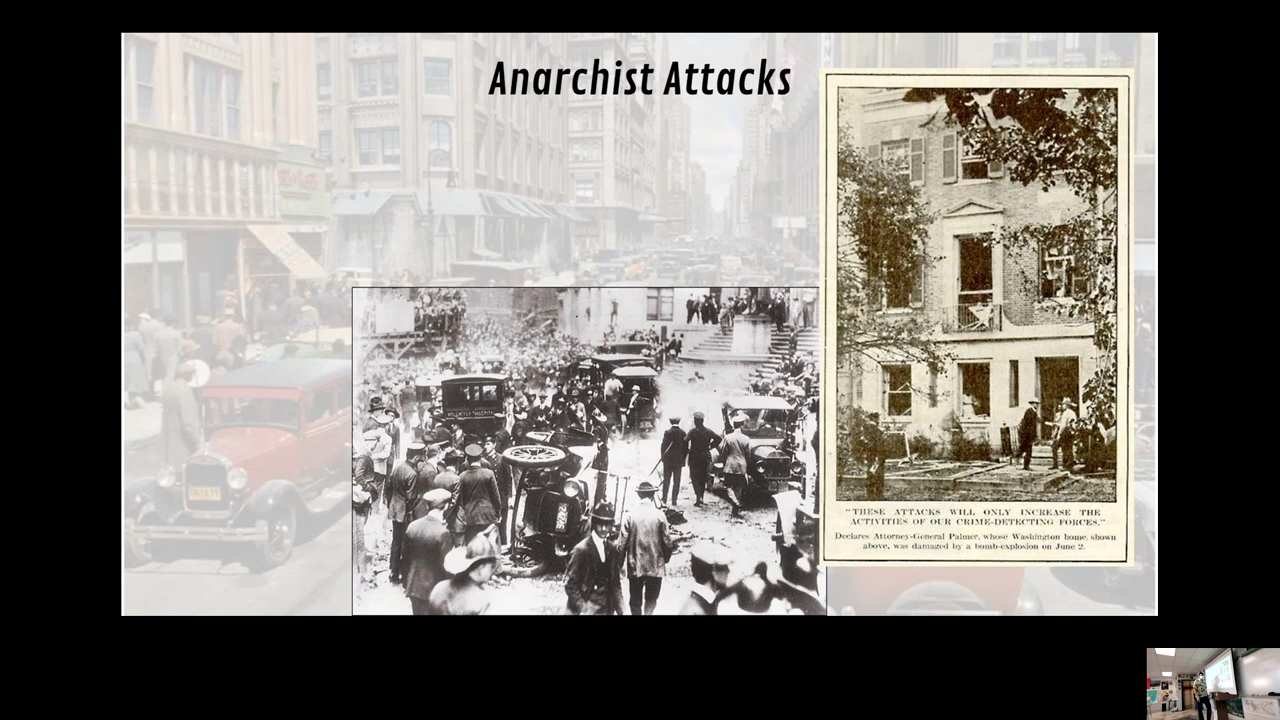 Anarchist Attacks
"THESE ATTACKS WILL ONLY INCREASE THE
ACTIVITIES OF OUR CRIME-DETECTING FORCES."
Declares Attorney-General Palmer, whose Washington home, shown
above, was damaged by a bomb-explosion on June 2.